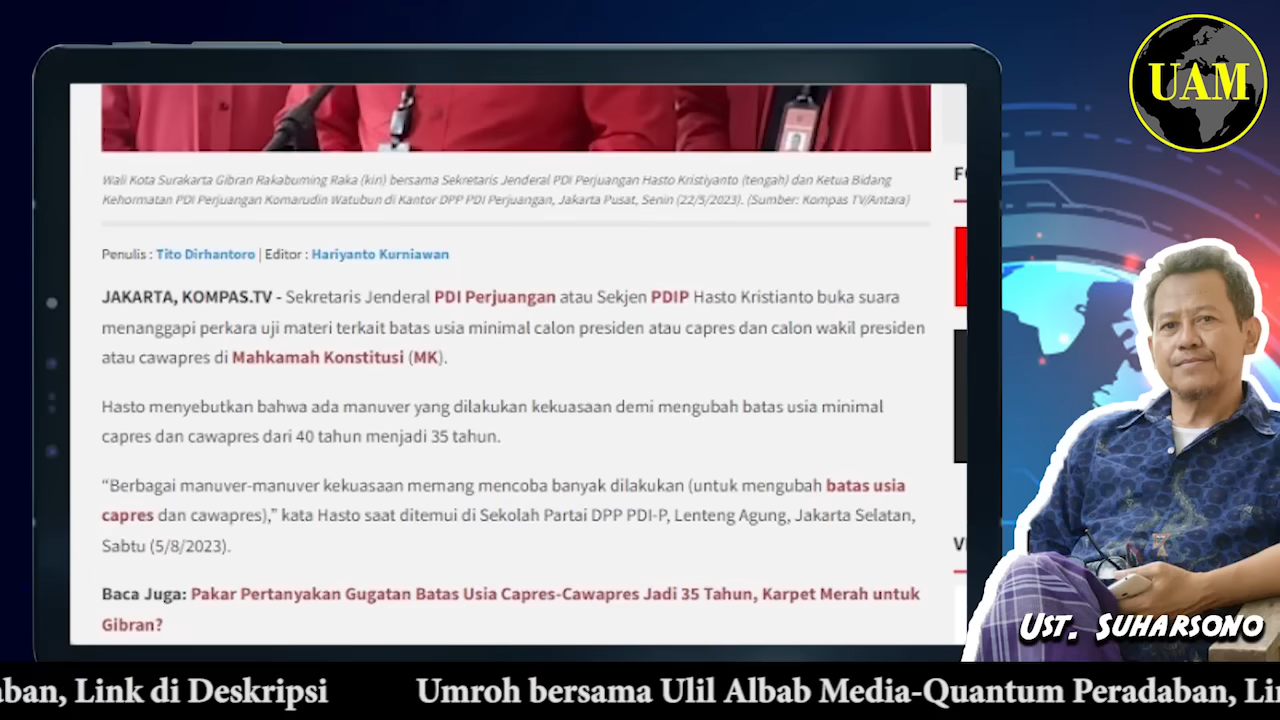 UAM
Wali Kota Surakarta Gibran Rakabuming Raka (kiri) bersama Sekretaris Jenderal PDI Perjuangan Hasto Kristiyanto (tengah) dan Ketua Bidang
Kehormatan PDI Perjuangan Komarudin Watubun di Kantor DPP PDI Perjuangan, Jakarta Pusat, Senin (22/5/2023). (Sumber: Kompas TV/Antara)
Penulis : Tito Dirhantoro | Editor : Hariyanto Kurniawan
JAKARTA, KOMPAS.TV - Sekretaris Jenderal PDI Perjuangan atau Sekjen PDIP Hasto Kristianto buka suara
menanggapi perkara uji materi terkait batas usia minimal calon presiden atau capres dan calon wakil presiden
atau cawapres di Mahkamah Konstitusi (MK).
Hasto menyebutkan bahwa ada manuver yang dilakukan kekuasaan demi mengubah batas usia minimal
capres dan cawapres dari 40 tahun menjadi 35 tahun.
“Berbagai manuver-manuver kekuasaan memang mencoba banyak dilakukan (untuk mengubah batas usia
capres dan cawapres),” kata Hasto saat ditemui di Sekolah Partai DPP PDI-P, Lenteng Agung, Jakarta Selatan,
Sabtu (5/8/2023).
Baca Juga: Pakar Pertanyakan Gugatan Batas Usia Capres-Cawapres Jadi 35 Tahun, Karpet Merah untuk
Gibran?
UST. SUHARSONO
aban, Link di Deskripsi Umroh bersama Ulil Albab Media-Quantum Peradaban, Lin